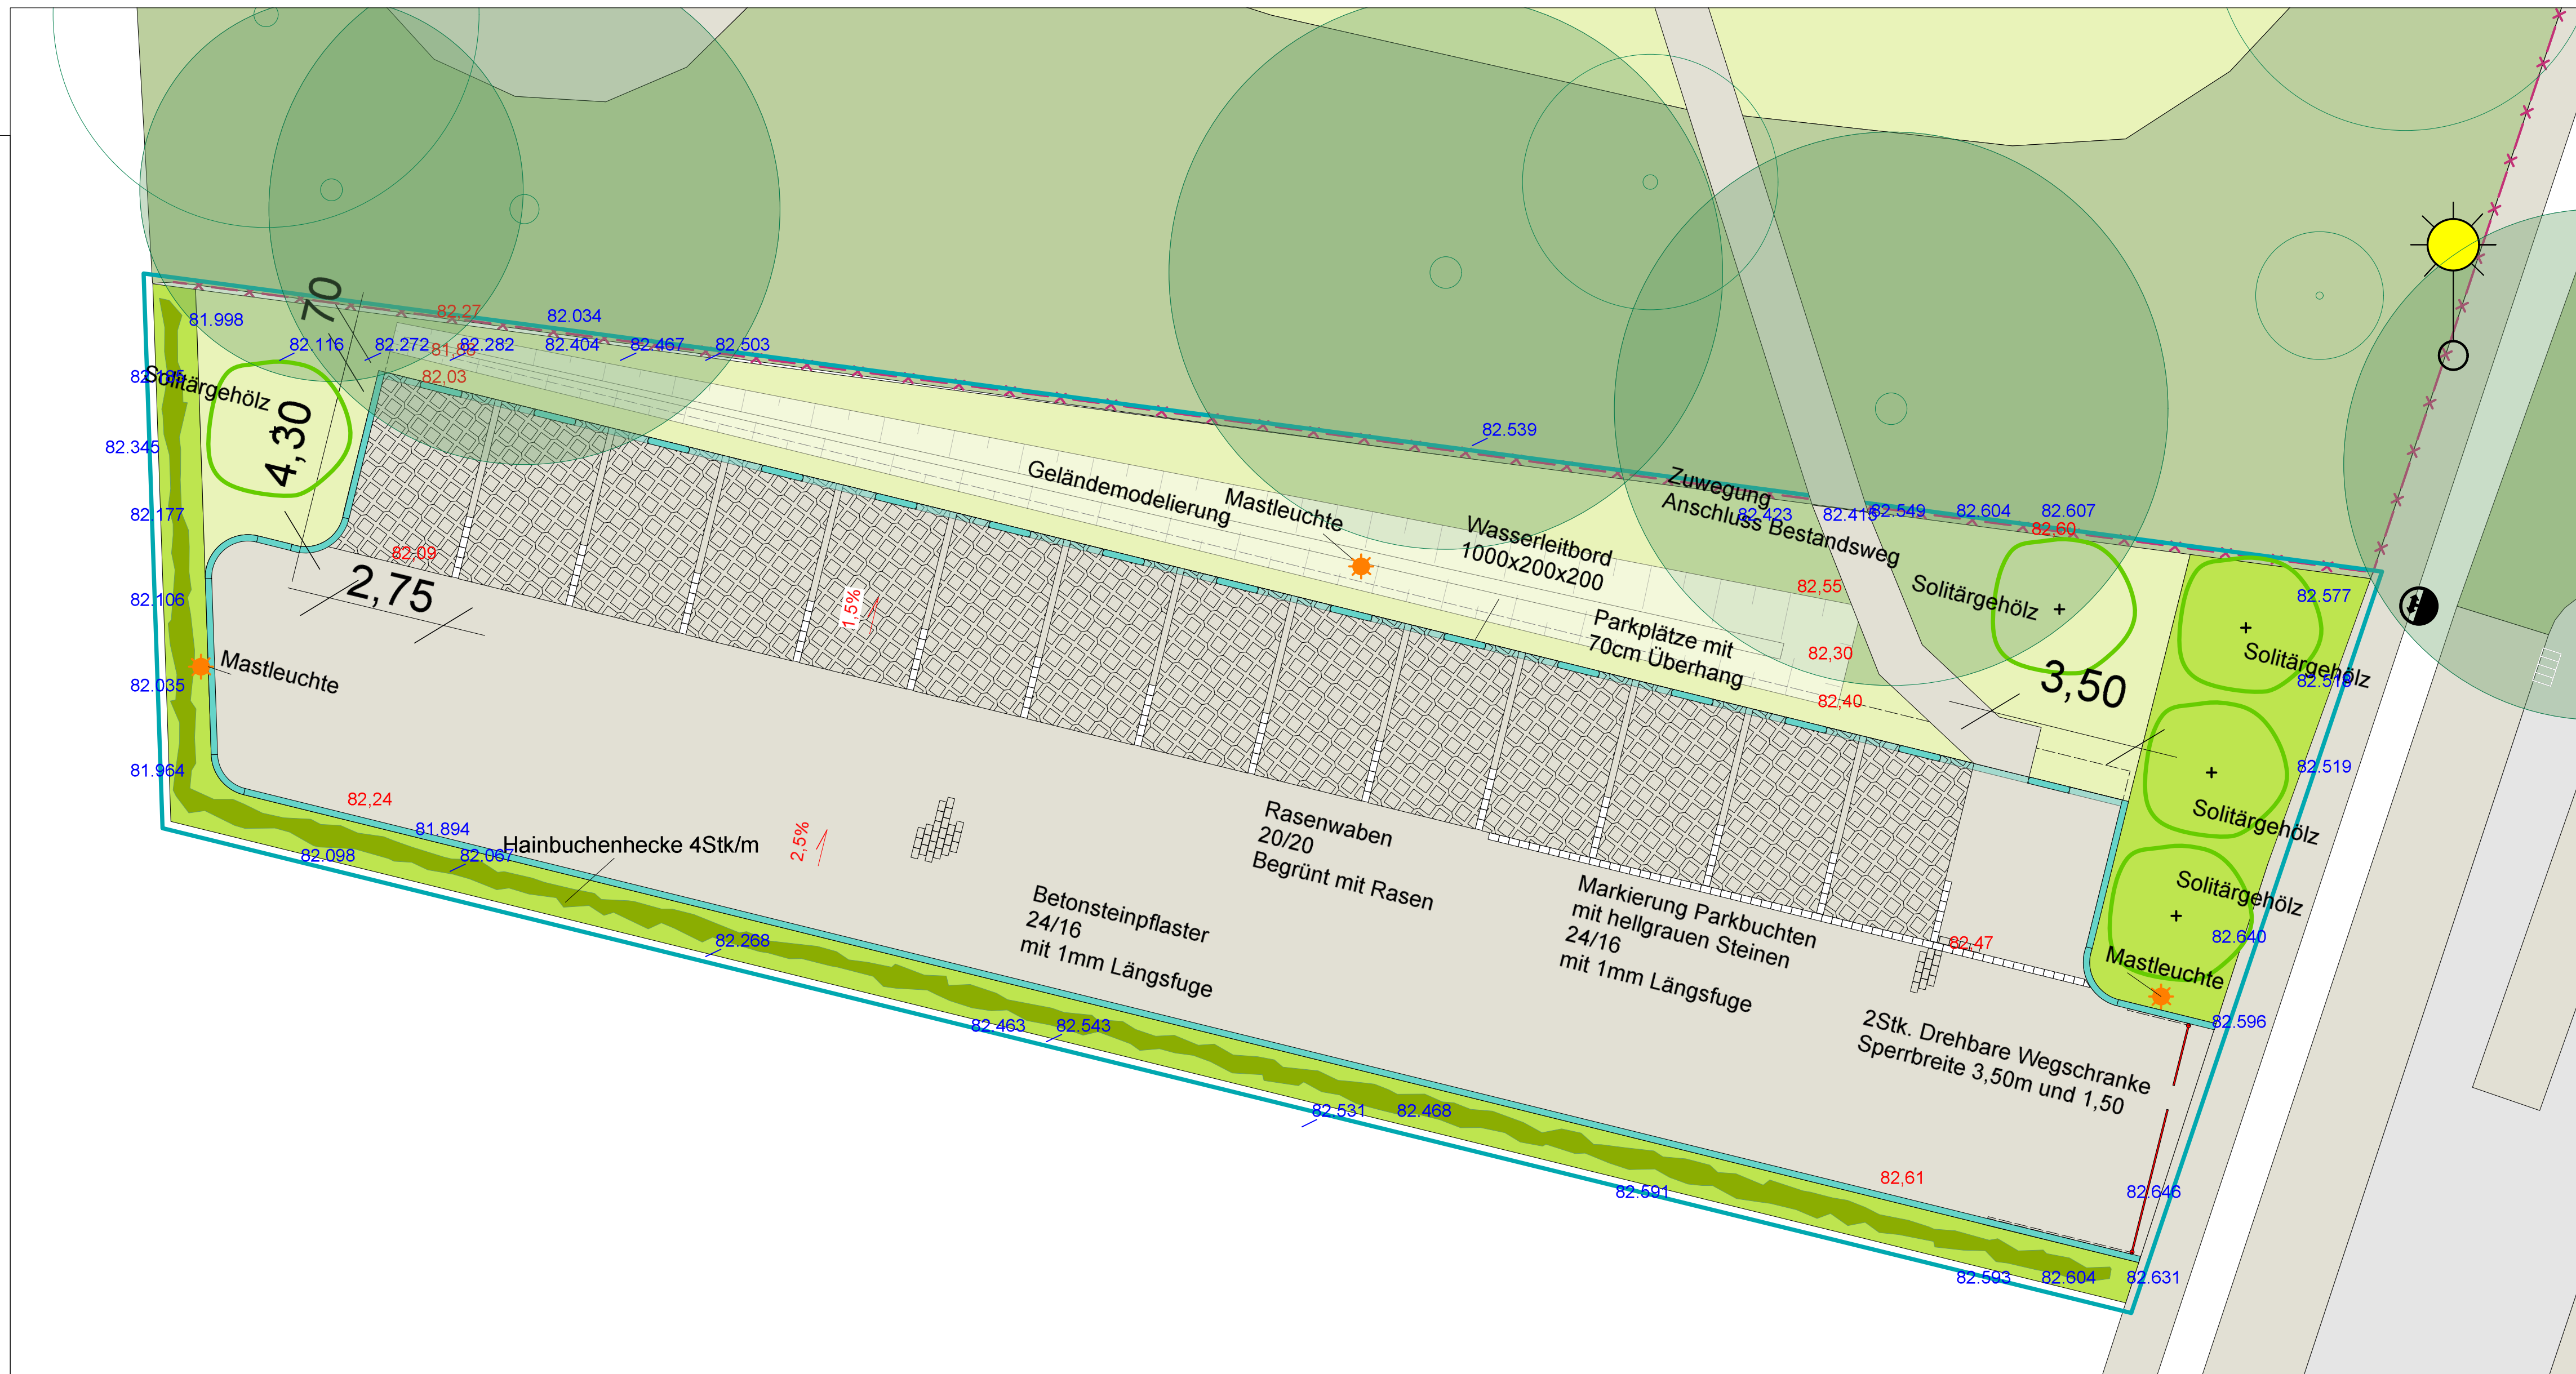 70
82.27
82.034
81.998
82.116
82.272
81,88
82.282
82.404
82.467
82.503
82,03
Solitärgehölz
4,30
82.345
82.177
82.09
2,75
82.106
Mastleuchte
82.035
81.964
82,24
81.894
82.098
82.067
Hainbuchenhecke 4Stk/m
1,5%
2,5%
82.268
82.463
82.543
82.531
82.468
82.591
82.593
82.604
82.631
Geländemodelierung
Mastleuchte
82.539
Wasserleitbord
1000x200x200
Zuwegung
Anschluss Bestandsweg
82.423
82.415
82.549
82.604
82.607
82,60
Parkplätze mit
70cm Überhang
82,55
82,30
82,40
Solitärgehölz
3,50
82.577
Solitärgehölz
82.518
82.519
Solitärgehölz
Solitärgehölz
82.640
Mastleuchte
82.596
82.47
Rasenwaben
20/20
Begrünt mit Rasen
Betonsteinpflaster
24/16
mit 1mm Längsfuge
Markierung Parkbuchten
mit hellgrauen Steinen
24/16
mit 1mm Längsfuge
2Stk. Drehbare Wegschranke
Sperrbreite 3,50m und 1,50
82,61
82.646